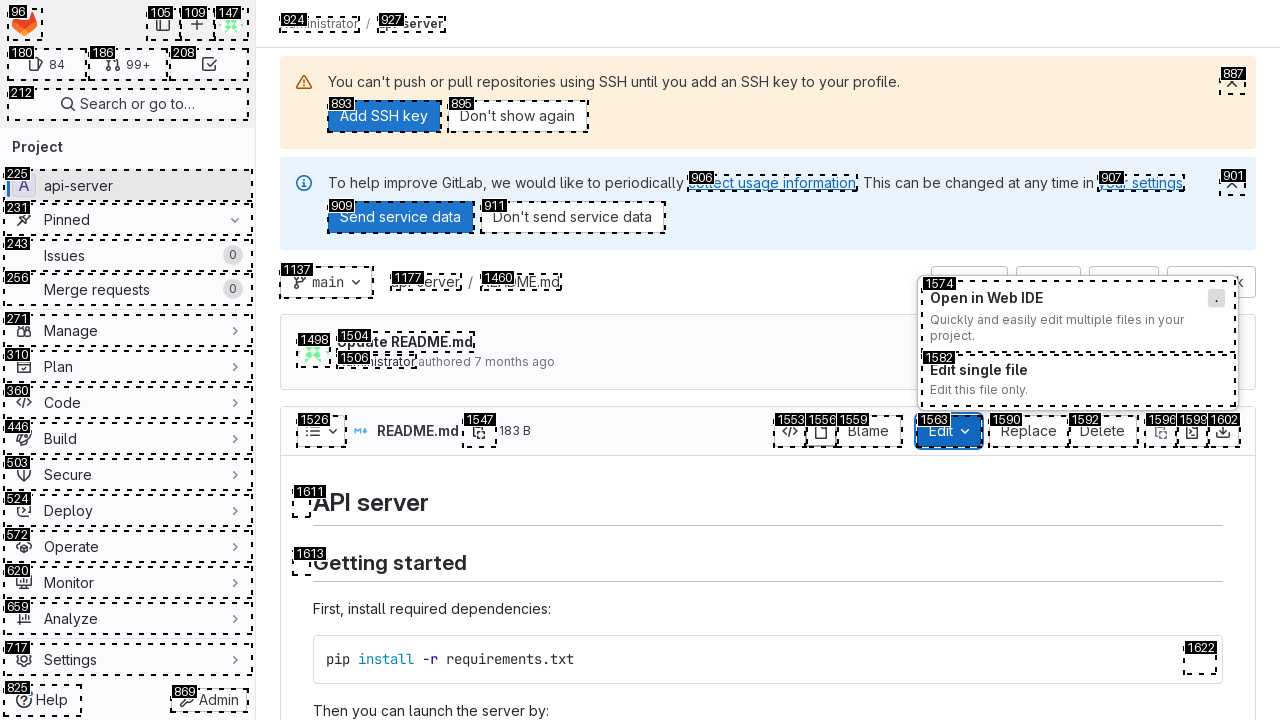 96
105
109
147
180
84
186
99+
208
212
Search or go to…
Project
225
A
api-server
231
Pinned
243
Issues
0
256
Merge requests
0
271
Manage
310
Plan
360
Code
446
Build
503
Secure
524
Deploy
572
Operate
620
Monitor
659
Analyze
717
Settings
825
Help
869
Admin
924
927
/
887
You can't push or pull repositories using SSH until you add an SSH key to your profile.
893
Add SSH key
895
Don't show again
906
907
901
To help improve GitLab, we would like to periodically collect usage information. This can be changed at any time in your settings.
909
Send service data
911
Don't send service data
1137
main
1177
api-server
/
1460
README.md
1498
1504
Update README.md
1506
Administrator authored 7 months ago
1574
Open in Web IDE
.
Quickly and easily edit multiple files in your
project.
1582
Edit single file
Edit this file only.
1526
README.md
1547
183 B
1553
1556
1559
Blame
1563
Edit
1590
Replace
1592
Delete
1596
1599
1602
1611
API server
1613
Getting started
First, install required dependencies:
pip install -r requirements.txt
1622
Then you can launch the server by: